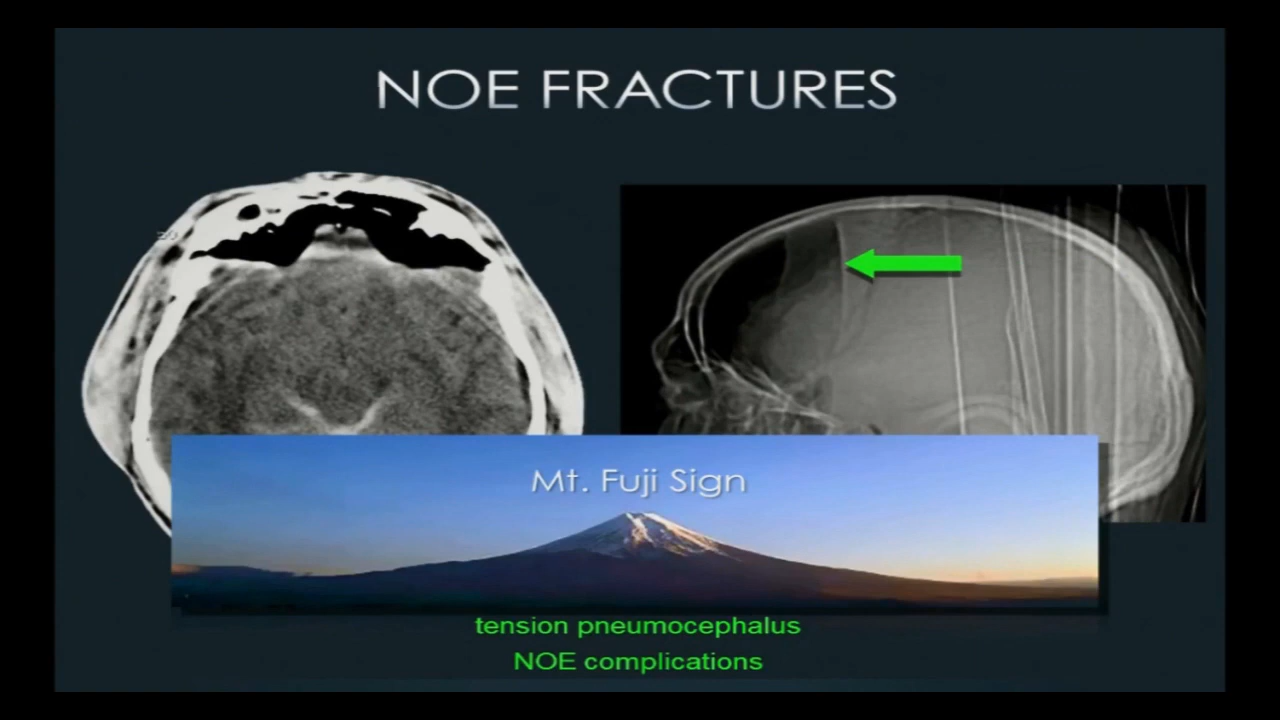 NOE FRACTURES
Mt. Fuji Sign
tension pneumocephalus
NOE complications